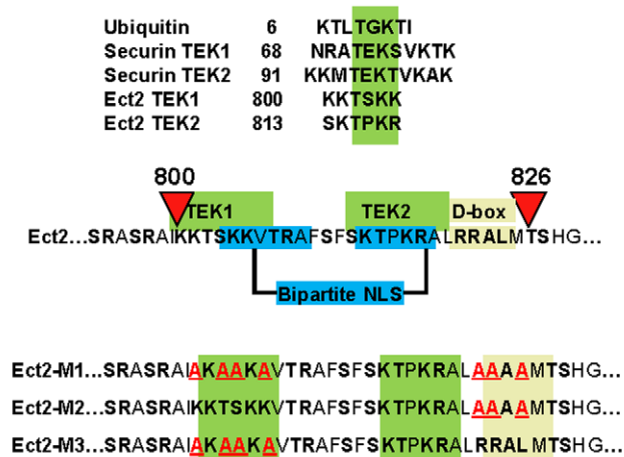 Ubiquitin 6 KTLTGKTI
Securin TEK1 68 NRATEKSVKTK
Securin TEK2 91 KKMTEKTVKAK
Ect2 TEK1 800 KKTSKK
Ect2 TEK2 813 SKTPKR
800 826
TEK1 TEK2 D-box
Ect2...SRASRAIKKTSKKVTRAFSFSKTPKRALRRALMTSHG...
Bipartite NLS
Ect2-M1...SRASRAIAKAAKAVTRAFSFSKTPKRALAAAAMTSHG...
Ect2-M2...SRASRAIKKTSKKVTRAFSFSKTPKRALAAAAMTSHG...
Ect2-M3...SRASRAIAKAAKAVTRAFSFSKTPKRALRRALMTSHG...